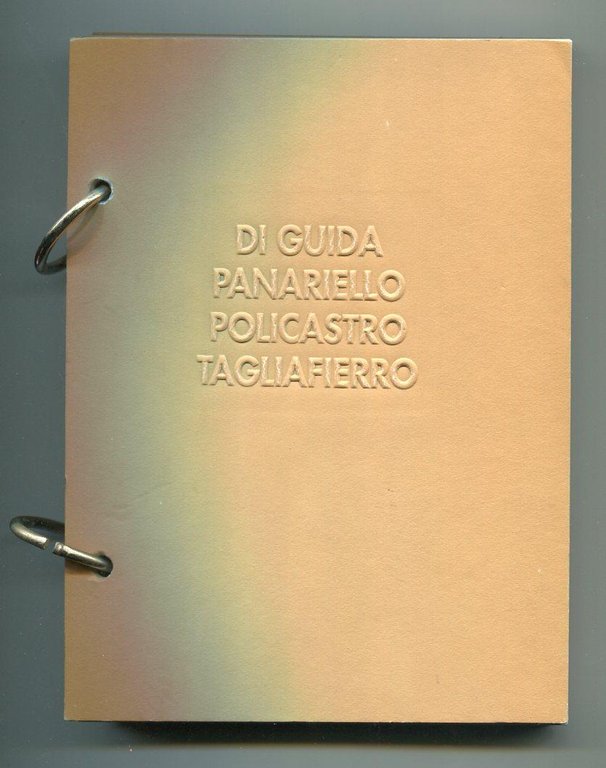 DI GUIDA
PANARIELLO
POLICASTRO
TAGLIAFIERRO